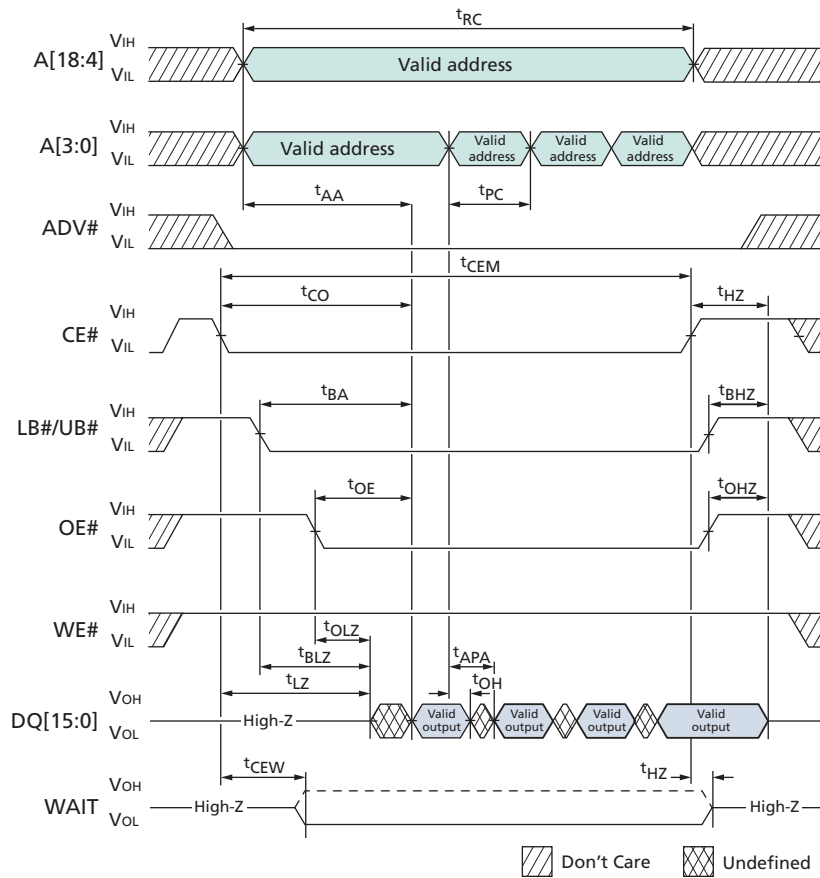 tRC
A[18:4] VIH VIL Valid address
A[3:0] VIH VIL Valid address Valid address Valid address Valid address
tAA tPC
ADV# VIH VIL
tCEM
tCO tHZ
CE# VIH VIL
tBA tBHZ
LB#/UB# VIH VIL
tOE tOHZ
OE# VIH VIL
WE# VIH VIL
tOLZ
tBLZ tAPA
tLZ tOH
DQ[15:0] VOH VOL High-Z Valid output Valid output Valid output Valid output
tCEW tHZ
WAIT VOH VOL High-Z High-Z
Don't Care Undefined